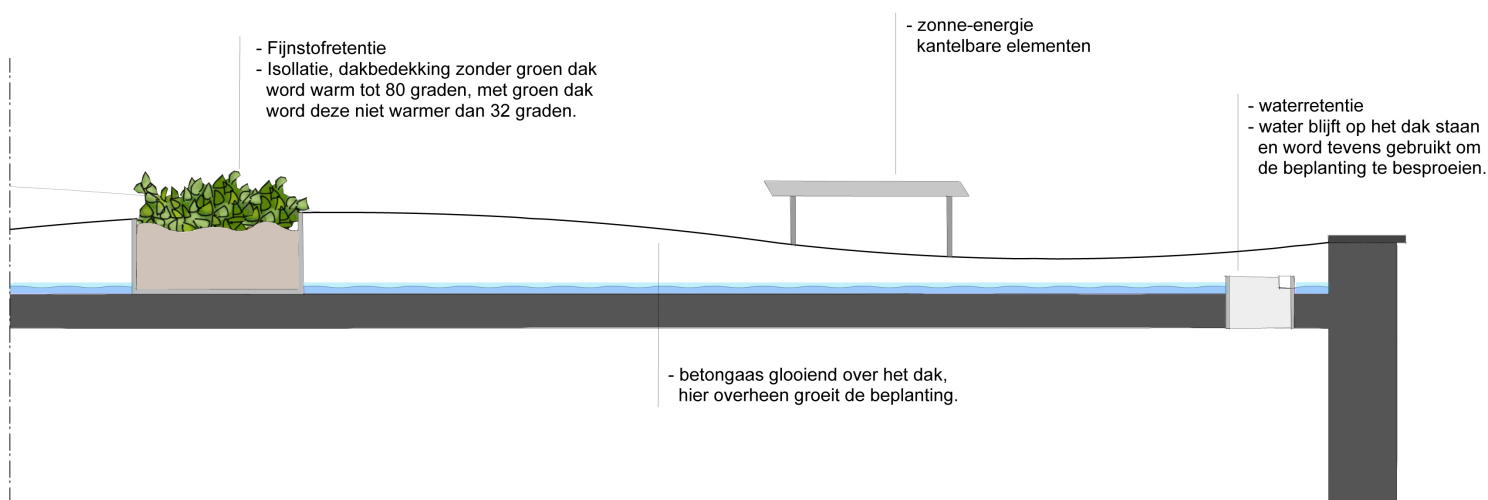 - Fijnstofretentie
- Isollatie, dakbedekking zonder groen dak
word warm tot 80 graden, met groen dak
word deze niet warmer dan 32 graden.
- zonne-energie
kantelbare elementen
- waterretentie
- water blijft op het dak staan
en word tevens gebruikt om
de beplanting te besproeien.
- betongaas glooiend over het dak,
hier overheen groeit de beplanting.